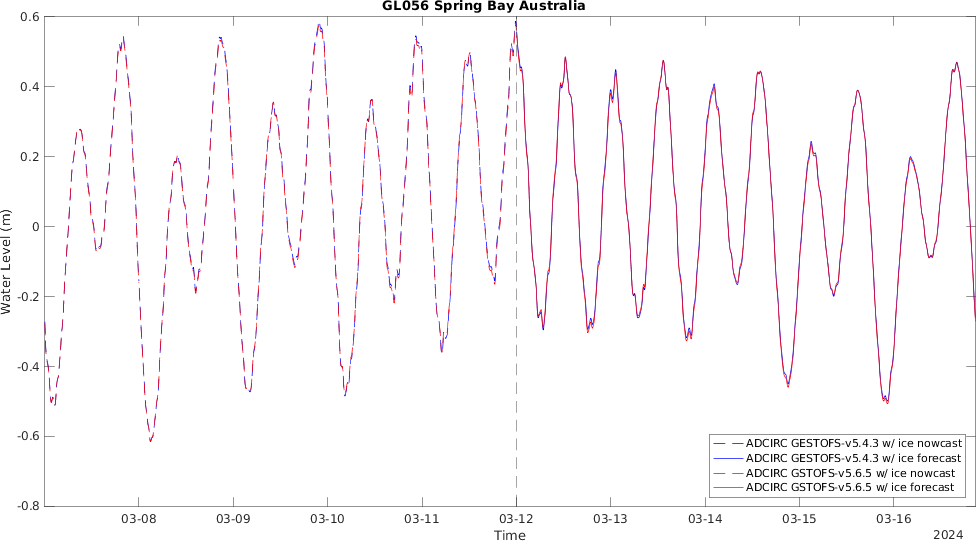 GL056 Spring Bay Australia
0.6
0.4
0.2
0
-0.2
-0.4
-0.6
-0.8
Water Level (m)
ADCIRC GESTOFS-v5.4.3 w/ ice nowcast
ADCIRC GESTOFS-v5.4.3 w/ ice forecast
ADCIRC GSTOFS-v5.6.5 w/ ice nowcast
ADCIRC GSTOFS-v5.6.5 w/ ice forecast
03-08 03-09 03-10 03-11 03-12 03-13 03-14 03-15 03-16
Time
2024